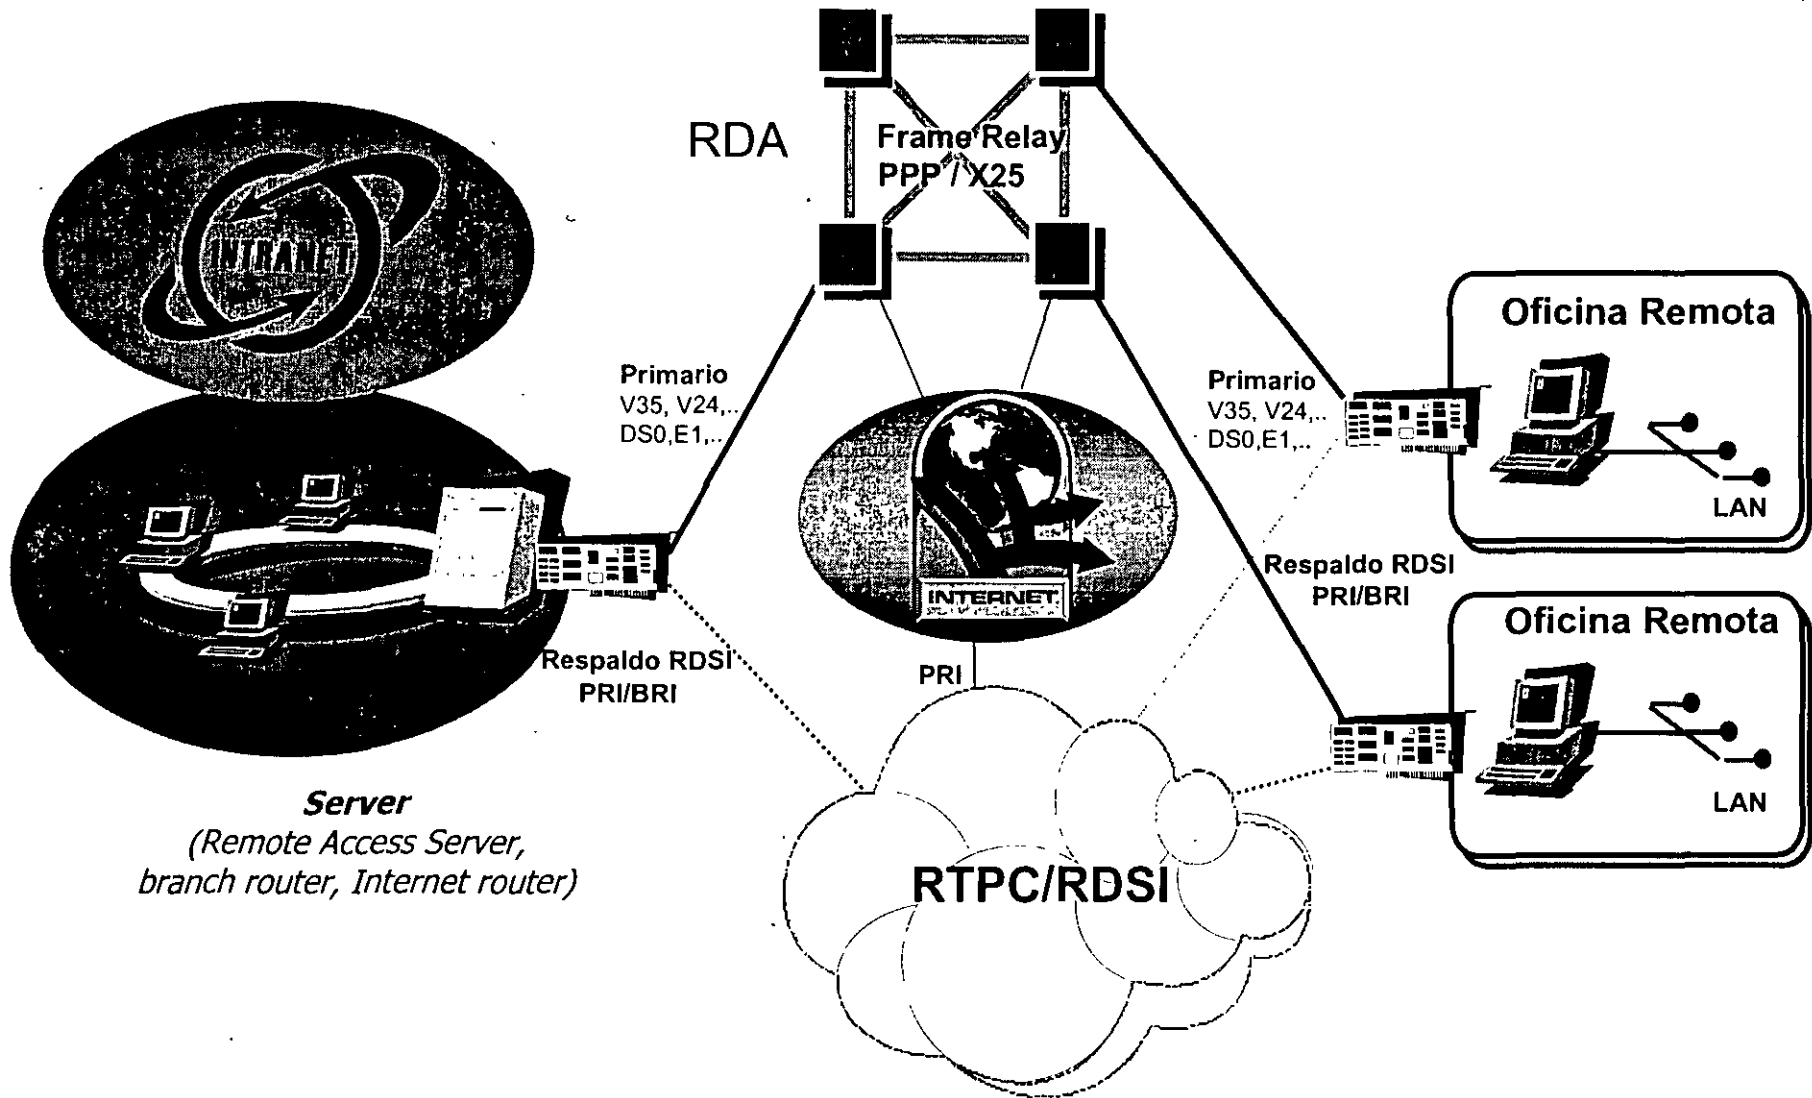 RDA
Frame Relay
PPP / X25
INTRANET
Oficina Remota
Primario
V35, V24,..
DS0,E1,..
Primario
V35, V24,..
DS0,E1,..
LAN
INTERNET
Respaldo RDSI
PRI/BRI
Oficina Remota
Respaldo RDSI
PRI/BRI
PRI
LAN
Server
(Remote Access Server,
branch router, Internet router)
RTPC/RDSI